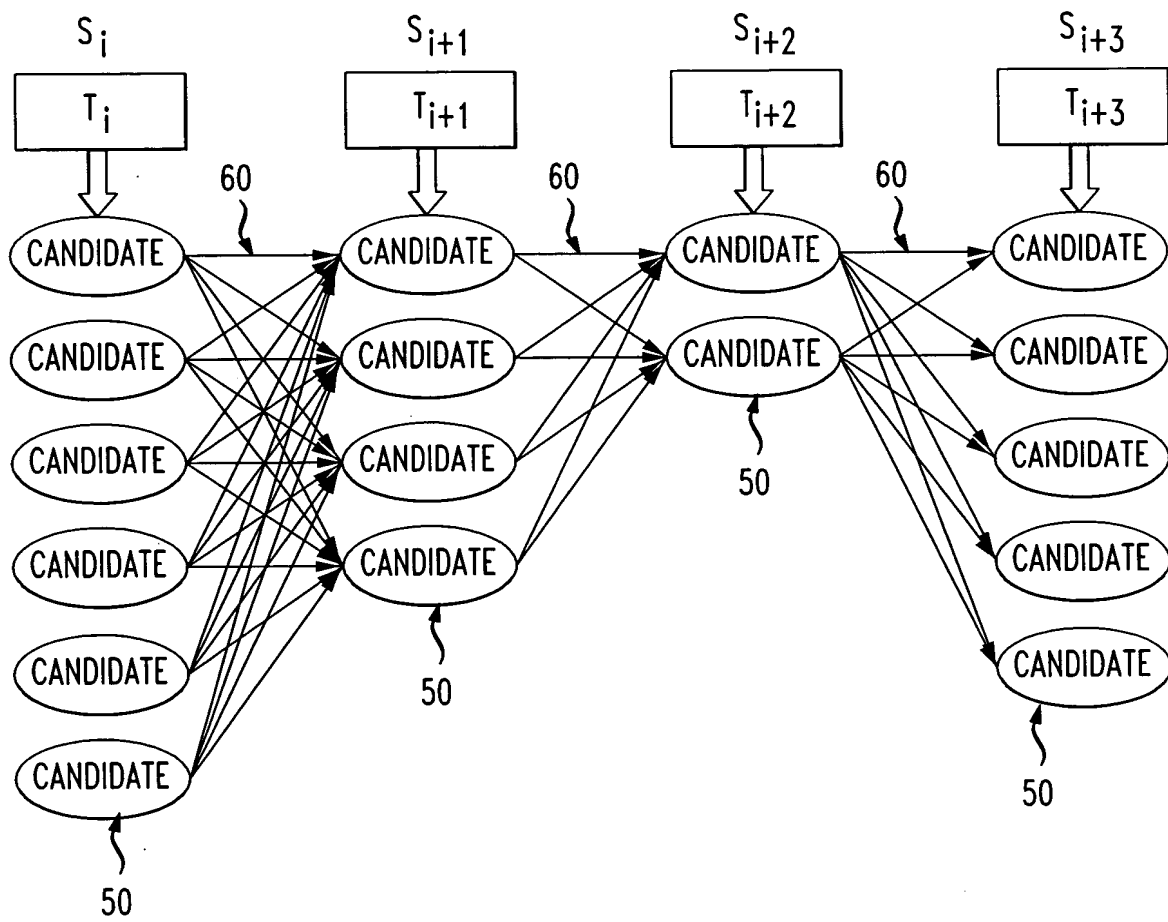 S_i S_{i+1} S_{i+2} S_{i+3}
T_i T_{i+1} T_{i+2} T_{i+3}
60 60 60
CANDIDATE CANDIDATE CANDIDATE CANDIDATE
CANDIDATE CANDIDATE CANDIDATE CANDIDATE
CANDIDATE CANDIDATE CANDIDATE
50
CANDIDATE CANDIDATE CANDIDATE
CANDIDATE CANDIDATE
50
CANDIDATE
50
50